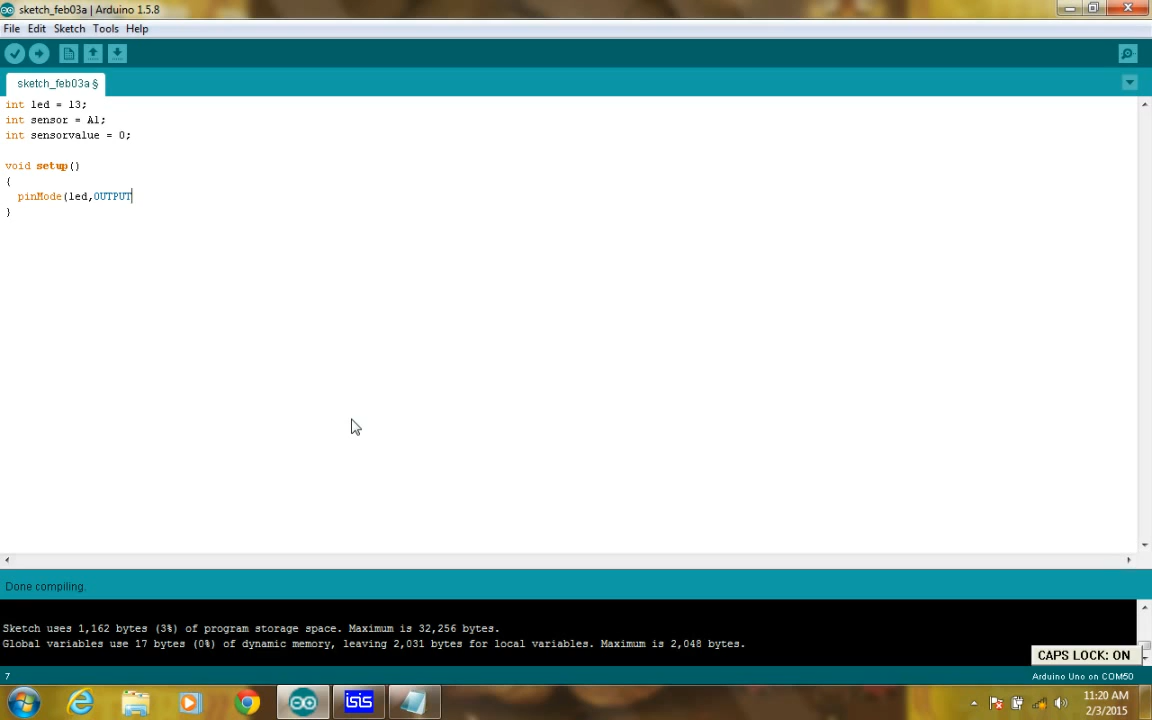 sketch_feb03a | Arduino 1.5.8
File Edit Sketch Tools Help
sketch_feb03a §
int led = 13;
int sensor = A1;
int sensorvalue = 0;
void setup()
{
pinMode(led,OUTPUT
}
Done compiling.
Sketch uses 1,162 bytes (3%) of program storage space. Maximum is 32,256 bytes.
Global variables use 17 bytes (0%) of dynamic memory, leaving 2,031 bytes for local variables. Maximum is 2,048 bytes.
CAPS LOCK: ON
7 Arduino Uno on COM50
isis
11:20 AM
2/3/2015